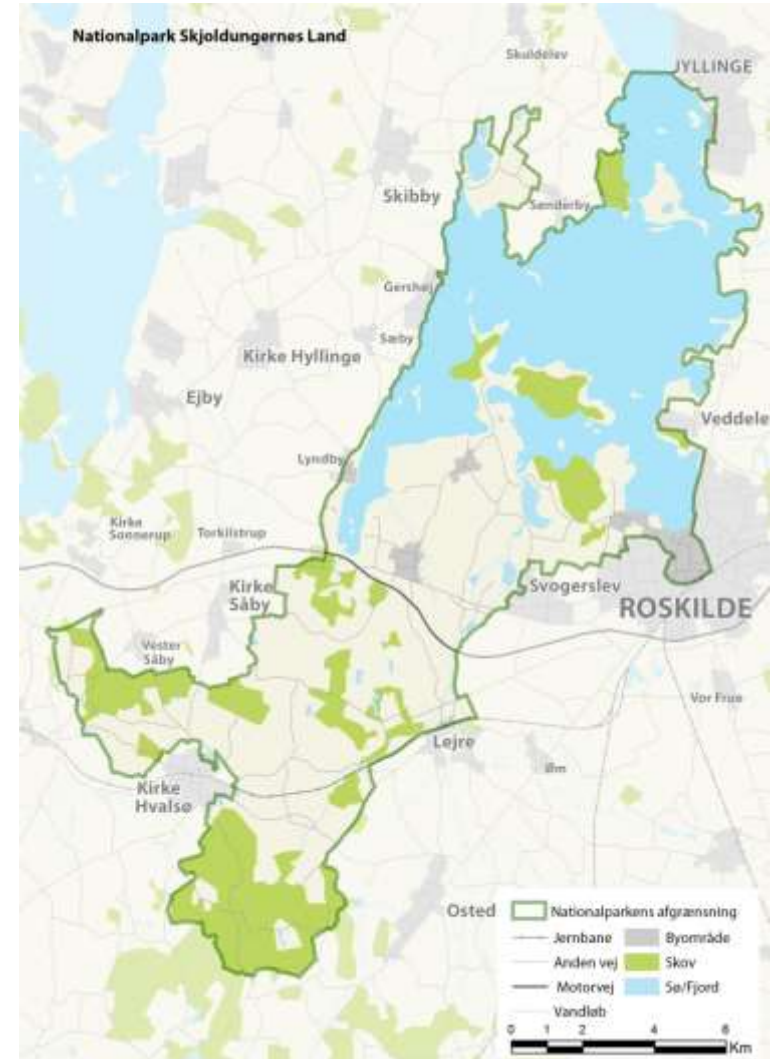 Nationalpark Skjoldungernes Land
Skuldelev
JYLLINGE
Skibby
Sønderby
Gershøj
Sæby
Kirke Hyllinge
Ejby
Veddele
Lyndby
Kirke
Sonnerup
Torkilstrup
Kirke
Såby
Svogerslev
ROSKILDE
Vester
Såby
Vor Frue
Lejre
Øm
Kirke
Hvalsø
Osted
Nationalparkens afgrænsning
Jernbane
Byområde
Anden vej
Skov
Motorvej
Sø/Fjord
Vandløb
0 1 2 4 6
Km